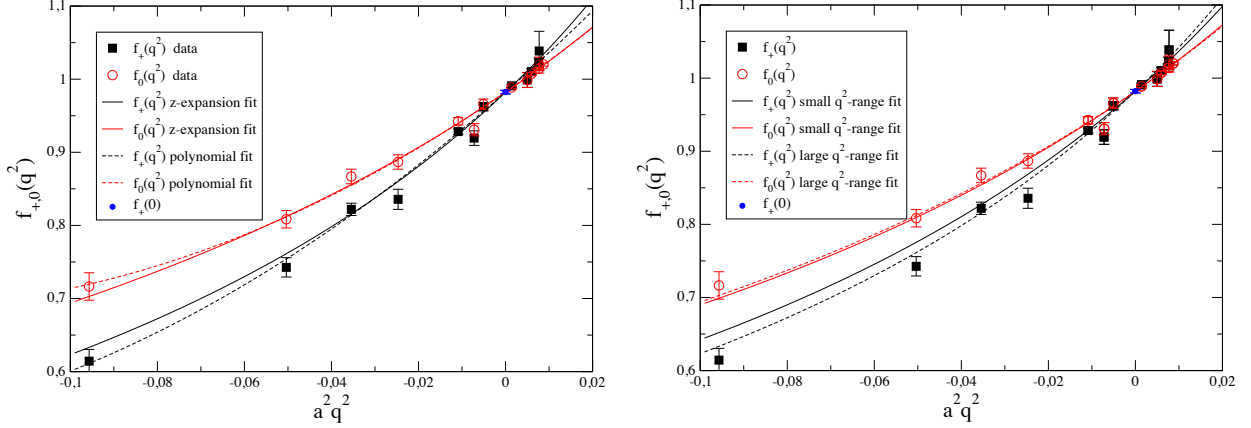 1,1
1
0,9
0,8
0,7
0,6
f+,0(q²)
f+(q²) data
f0(q²) data
f+(q²) z-expansion fit
f0(q²) z-expansion fit
f+(q²) polynomial fit
f0(q²) polynomial fit
f+(0)
-0,1
-0,08
-0,06
-0,04
-0,02
0
0,02
a²q²
1,1
1
0,9
0,8
0,7
0,6
f+,0(q²)
f+(q²)
f0(q²)
f+(q²) small q²-range fit
f0(q²) small q²-range fit
f+(q²) large q²-range fit
f0(q²) large q²-range fit
f+(0)
-0,1
-0,08
-0,06
-0,04
-0,02
0
0,02
a²q²